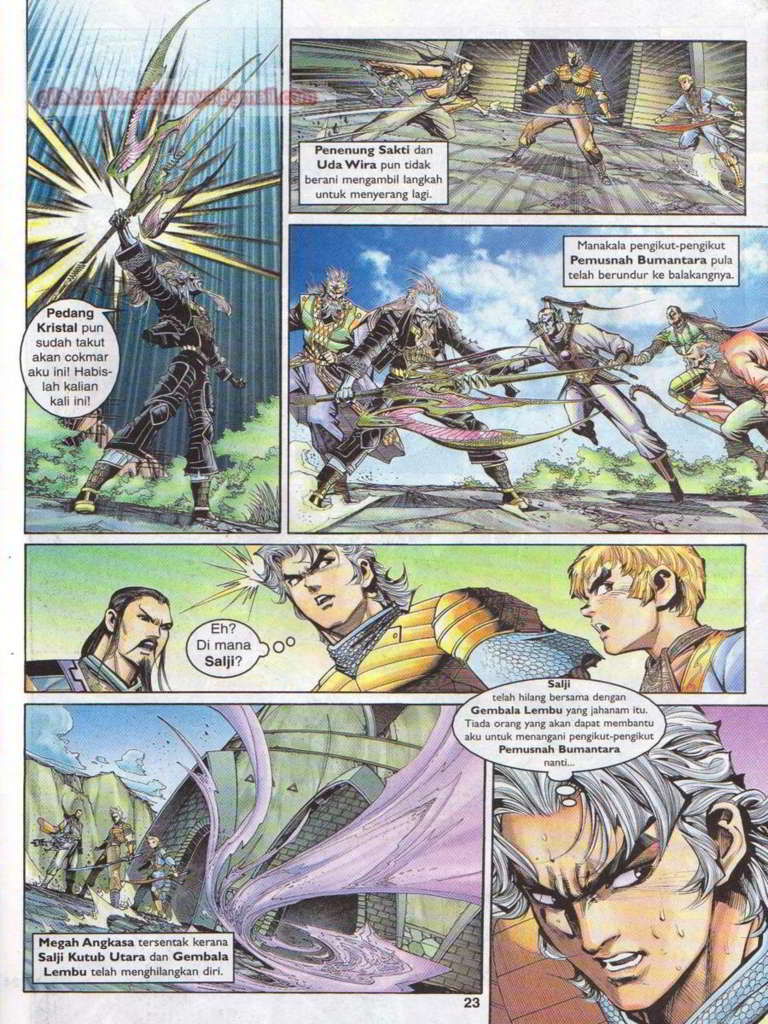 Pedang
Kristal pun
sudah takut
akan cokmar
aku ini! Habis-
lah kalian
kali ini!
Penenung Sakti dan
Uda Wira pun tidak
berani mengambil langkah
untuk menyerang lagi.
Manakala pengikut-pengikut
Pemusnah Bumantara pula
telah berundur ke balakangnya.
Eh?
Di mana
Salji?
Salji
telah hilang bersama dengan
Gembala Lembu yang jahanam itu.
Tiada orang yang akan dapat membantu
aku untuk menangani pengikut-pengikut
Pemusnah Bumantara
nanti...
Megah Angkasa tersentak kerana
Salji Kutub Utara dan Gembala
Lembu telah menghilangkan diri.
23